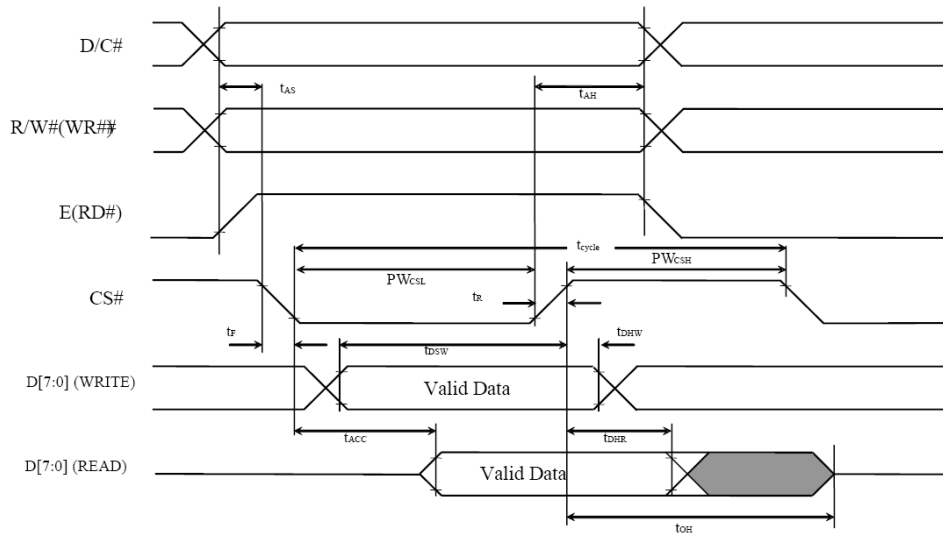 D/C#
tAS
tAH
R/W#(WR#)
E(RD#)
tcycle
PWCSL
PWCSH
CS#
tR
tF
tDSW
tDHW
D[7:0] (WRITE)
Valid Data
tACC
tDHR
D[7:0] (READ)
Valid Data
tOH